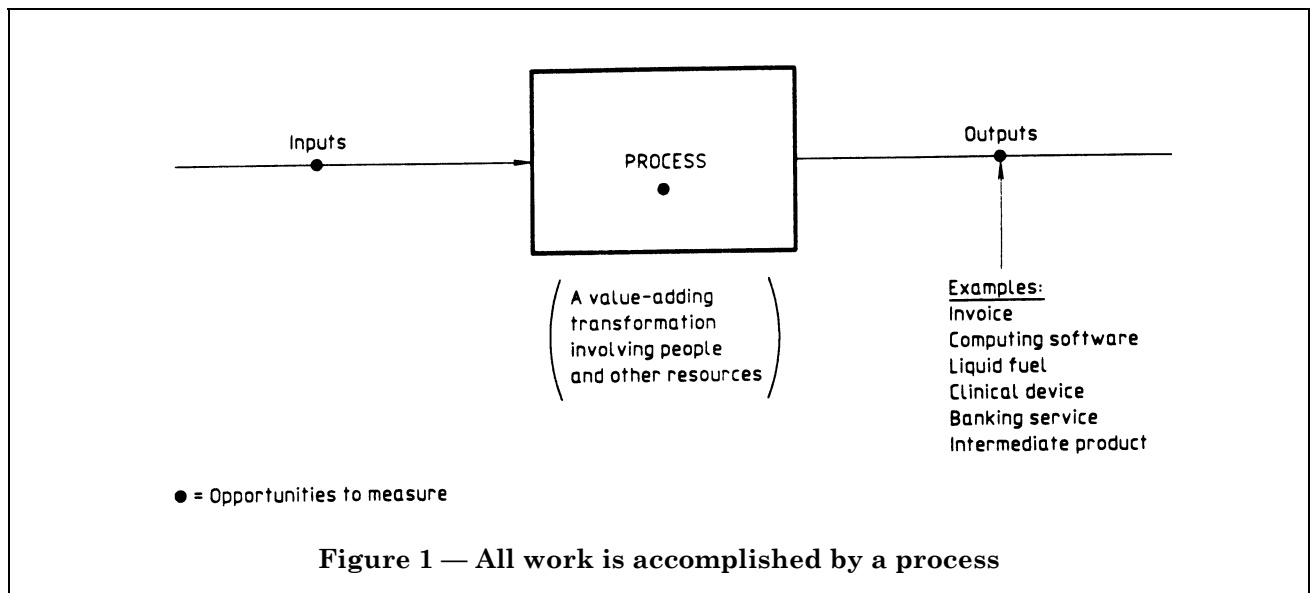 Inputs
PROCESS
Outputs
A value-adding
transformation
involving people
and other resources
Examples:
Invoice
Computing software
Liquid fuel
Clinical device
Banking service
Intermediate product
● = Opportunities to measure
Figure 1 — All work is accomplished by a process